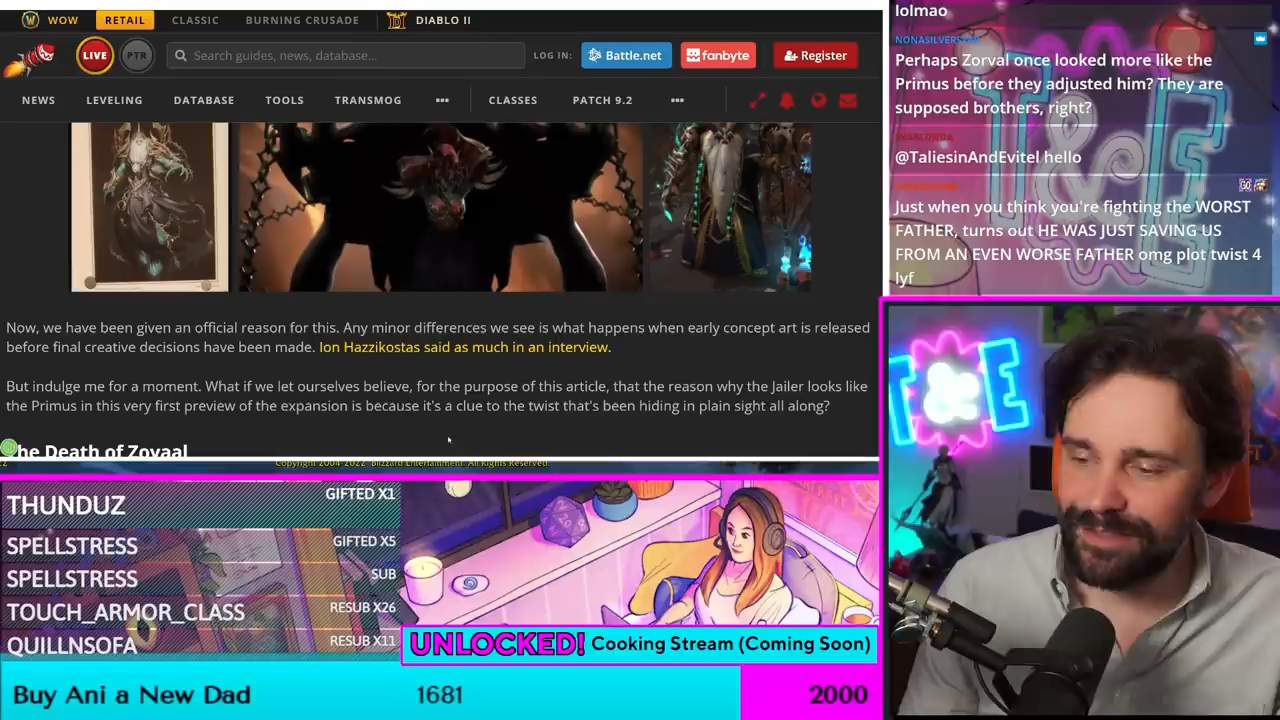 WOW
RETAIL
CLASSIC
BURNING CRUSADE
DIABLO II
LIVE
PTR
Search guides, news, database...
LOG IN:
Battle.net
fanbyte
Register
NEWS
LEVELING
DATABASE
TOOLS
TRANSMOG
CLASSES
PATCH 9.2
Now, we have been given an official reason for this. Any minor differences we see is what happens when early concept art is released
before final creative decisions have been made. Ion Hazzikostas said as much in an interview.
But indulge me for a moment. What if we let ourselves believe, for the purpose of this article, that the reason why the Jailer looks like
the Primus in this very first preview of the expansion is because it's a clue to the twist that's been hiding in plain sight all along?
he Death of Zovaal
Copyright 2004-2022 Blizzard Entertainment. All Rights Reserved.
THUNDUZ GIFTED X1
SPELLSTRESS GIFTED X5
SPELLSTRESS SUB
TOUCH_ARMOR_CLASS RESUB X26
QUILLNSOFA RESUB X11
UNLOCKED! Cooking Stream (Coming Soon)
Buy Ani a New Dad 1681 2000
lolmao
Perhaps Zorval once looked more like the
Primus before they adjusted him? They are
supposed brothers, right?
@TaliesinAndEvitel hello
Just when you think you're fighting the WORST
FATHER, turns out HE WAS JUST SAVING US
FROM AN EVEN WORSE FATHER omg plot twist 4
lyf
T&E
T&E